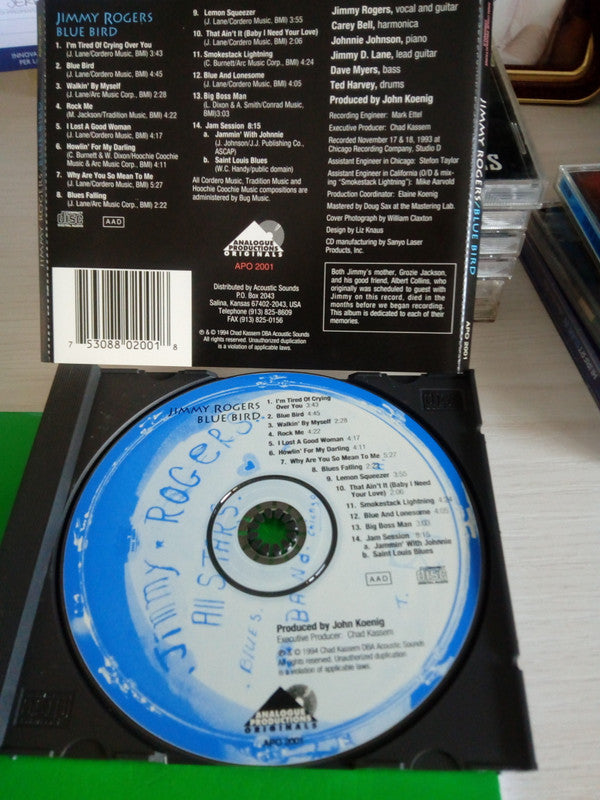 JIMMY ROGERS
BLUE BIRD
1. I'm Tired Of Crying Over You
(J. Lane/Cordero Music, BMI) 3:43
2. Blue Bird
(J. Lane/Cordero Music, BMI) 4:45
3. Walkin' By Myself
(J. Lane/Arc Music Corp., BMI) 2:28
4. Rock Me
(M. Jackson/Tradition Music, BMI) 4:22
5. I Lost A Good Woman
(J. Lane/Cordero Music, BMI) 4:17
6. Howlin' For My Darling
(C. Burnett & W. Dixon/Hoochie Coochie
Music & Arc Music Corp., BMI) 4:11
7. Why Are You So Mean To Me
(J. Lane/Cordero Music, BMI) 5:27
8. Blues Falling
(J. Lane/Arc Music Corp., BMI) 2:22
COMPACT
disc
DIGITAL AUDIO
AAD
7 53088 02001 8
9. Lemon Squeezer
(J. Lane/Cordero Music, BMI) 3:55
10. That Ain't It (Baby I Need Your Love)
(J. Lane/Cordero Music, BMI) 2:06
11. Smokestack Lightning
(C. Burnett/Arc Music Corp., BMI) 4:24
12. Blue And Lonesome
(J. Lane/Arc Music Corp., BMI) 4:05
13. Big Boss Man
(L. Dixon & A. Smith/Conrad Music,
BMI)3:03
14. Jam Session 8:15
a. Jammin' With Johnnie
(J. Johnson/J.J. Publishing Co.,
ASCAP)
b. Saint Louis Blues
(W.C. Handy/public domain)
All Cordero Music, Tradition Music and
Hoochie Coochie Music compositions are
administered by Bug Music.
ANALOGUE
PRODUCTIONS
ORIGINALS
APO 2001
Distributed by Acoustic Sounds
P.O. Box 2043
Salina, Kansas 67402-2043, USA
Telephone (913) 825-8609
FAX (913) 825-0156
℗ & © 1994 Chad Kassem DBA Acoustic Sounds
All rights reserved. Unauthorized duplication
is a violation of applicable laws.
Jimmy Rogers, vocal and guitar
Carey Bell, harmonica
Johnnie Johnson, piano
Jimmy D. Lane, lead guitar
Dave Myers, bass
Ted Harvey, drums
Produced by John Koenig
Recording Engineer: Mark Ettel
Executive Producer: Chad Kassem
Recorded November 17 & 18, 1993 at
Chicago Recording Company, Studio D
Assistant Engineer in Chicago: Stefon Taylor
Assistant Engineer in California (O/D & mix-
ing "Smokestack Lightning"): Mike Aarvold
Production Coordinator: Elaine Koenig
Mastered by Doug Sax at the Mastering Lab.
Cover Photograph by William Claxton
Design by Liz Knaus
CD manufacturing by Sanyo Laser
Products, Inc.
Both Jimmy's mother, Grozie Jackson,
and his good friend, Albert Collins, who
originally was scheduled to guest with
Jimmy on this record, died in the
months before we began recording.
This album is dedicated to each of their
memories.
JIMMY ROGERS/BLUE BIRD
APO 2001
JIMMY ROGERS
BLUE BIRD
1. I'm Tired Of Crying
Over You 3:43
2. Blue Bird 4:45
3. Walkin' By Myself 2:28
4. Rock Me 4:22
5. I Lost A Good Woman 4:17
6. Howlin' For My Darling 4:11
7. Why Are You So Mean To Me 5:27
8. Blues Falling 2:22
9. Lemon Squeezer 3:55
10. That Ain't It (Baby I Need
Your Love) 2:06
11. Smokestack Lightning 4:24
12. Blue And Lonesome 4:05
13. Big Boss Man 3:00
14. Jam Session 8:15
a. Jammin' With Johnnie
b. Saint Louis Blues
AAD
COMPACT
disc
DIGITAL AUDIO
Jimmy ★ ROGERS
All STARS.
BLUES.
BAND
CHICAGO
Produced by John Koenig
Executive Producer: Chad Kassem
℗ © 1994 Chad Kassem DBA Acoustic Sounds
All rights reserved. Unauthorized duplication
is a violation of applicable laws.
ANALOGUE
PRODUCTIONS
ORIGINALS
APO 2001